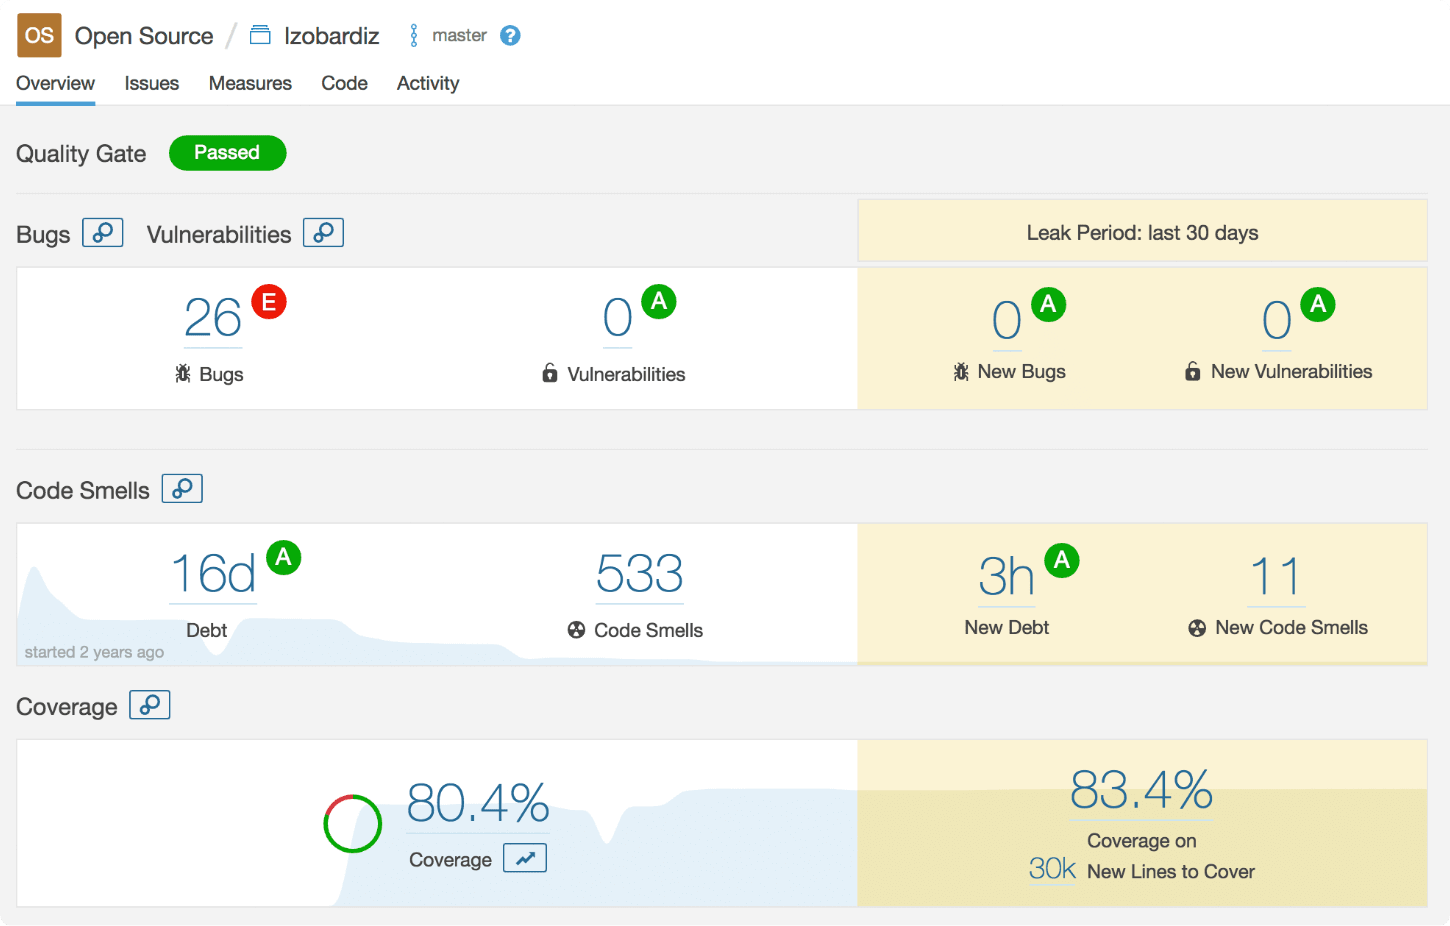 OS Open Source / Izobardiz master ?
Overview Issues Measures Code Activity
Quality Gate Passed
Bugs Vulnerabilities
Leak Period: last 30 days
26 E 0 A 0 A 0 A
Bugs Vulnerabilities New Bugs New Vulnerabilities
Code Smells
16d A 533 3h A 11
Debt Code Smells New Debt New Code Smells
started 2 years ago
Coverage
80.4% 83.4%
Coverage Coverage on
30k New Lines to Cover